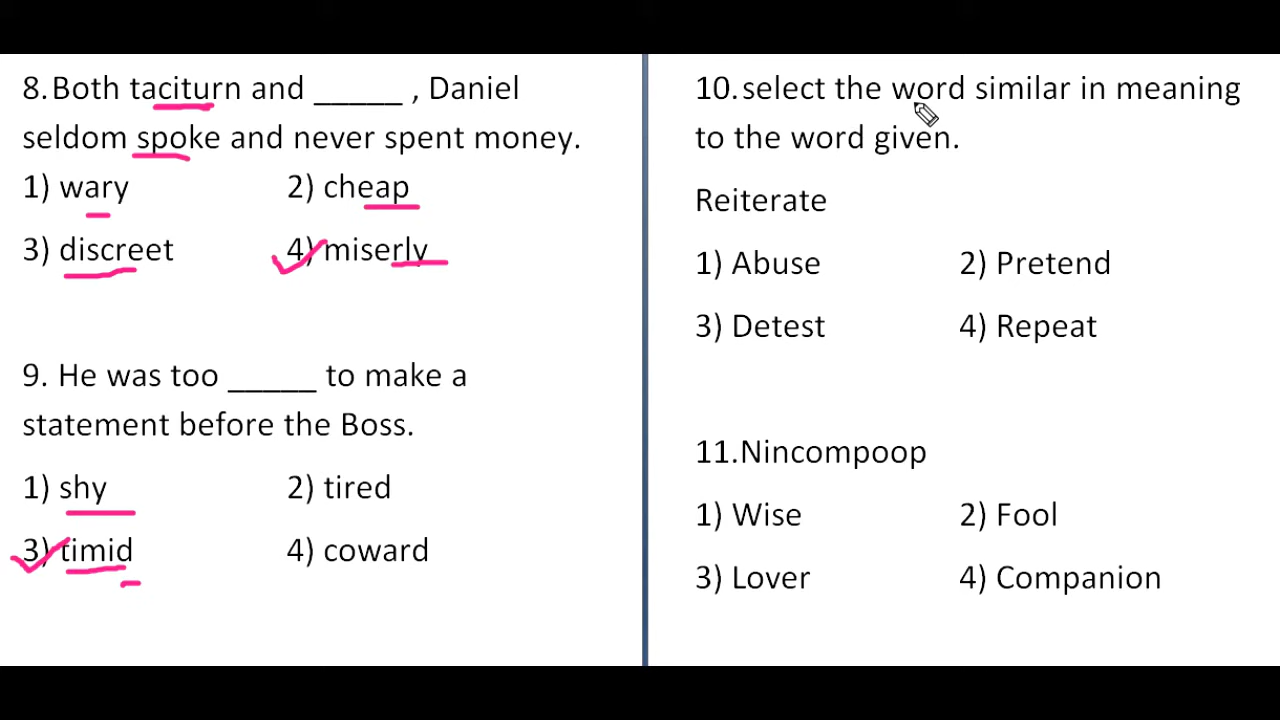 8.Both taciturn and _____ , Daniel
seldom spoke and never spent money.
1) wary 2) cheap
3) discreet 4) miserly
9. He was too _____ to make a
statement before the Boss.
1) shy 2) tired
3) timid 4) coward
10.select the word similar in meaning
to the word given.
Reiterate
1) Abuse 2) Pretend
3) Detest 4) Repeat
11.Nincompoop
1) Wise 2) Fool
3) Lover 4) Companion